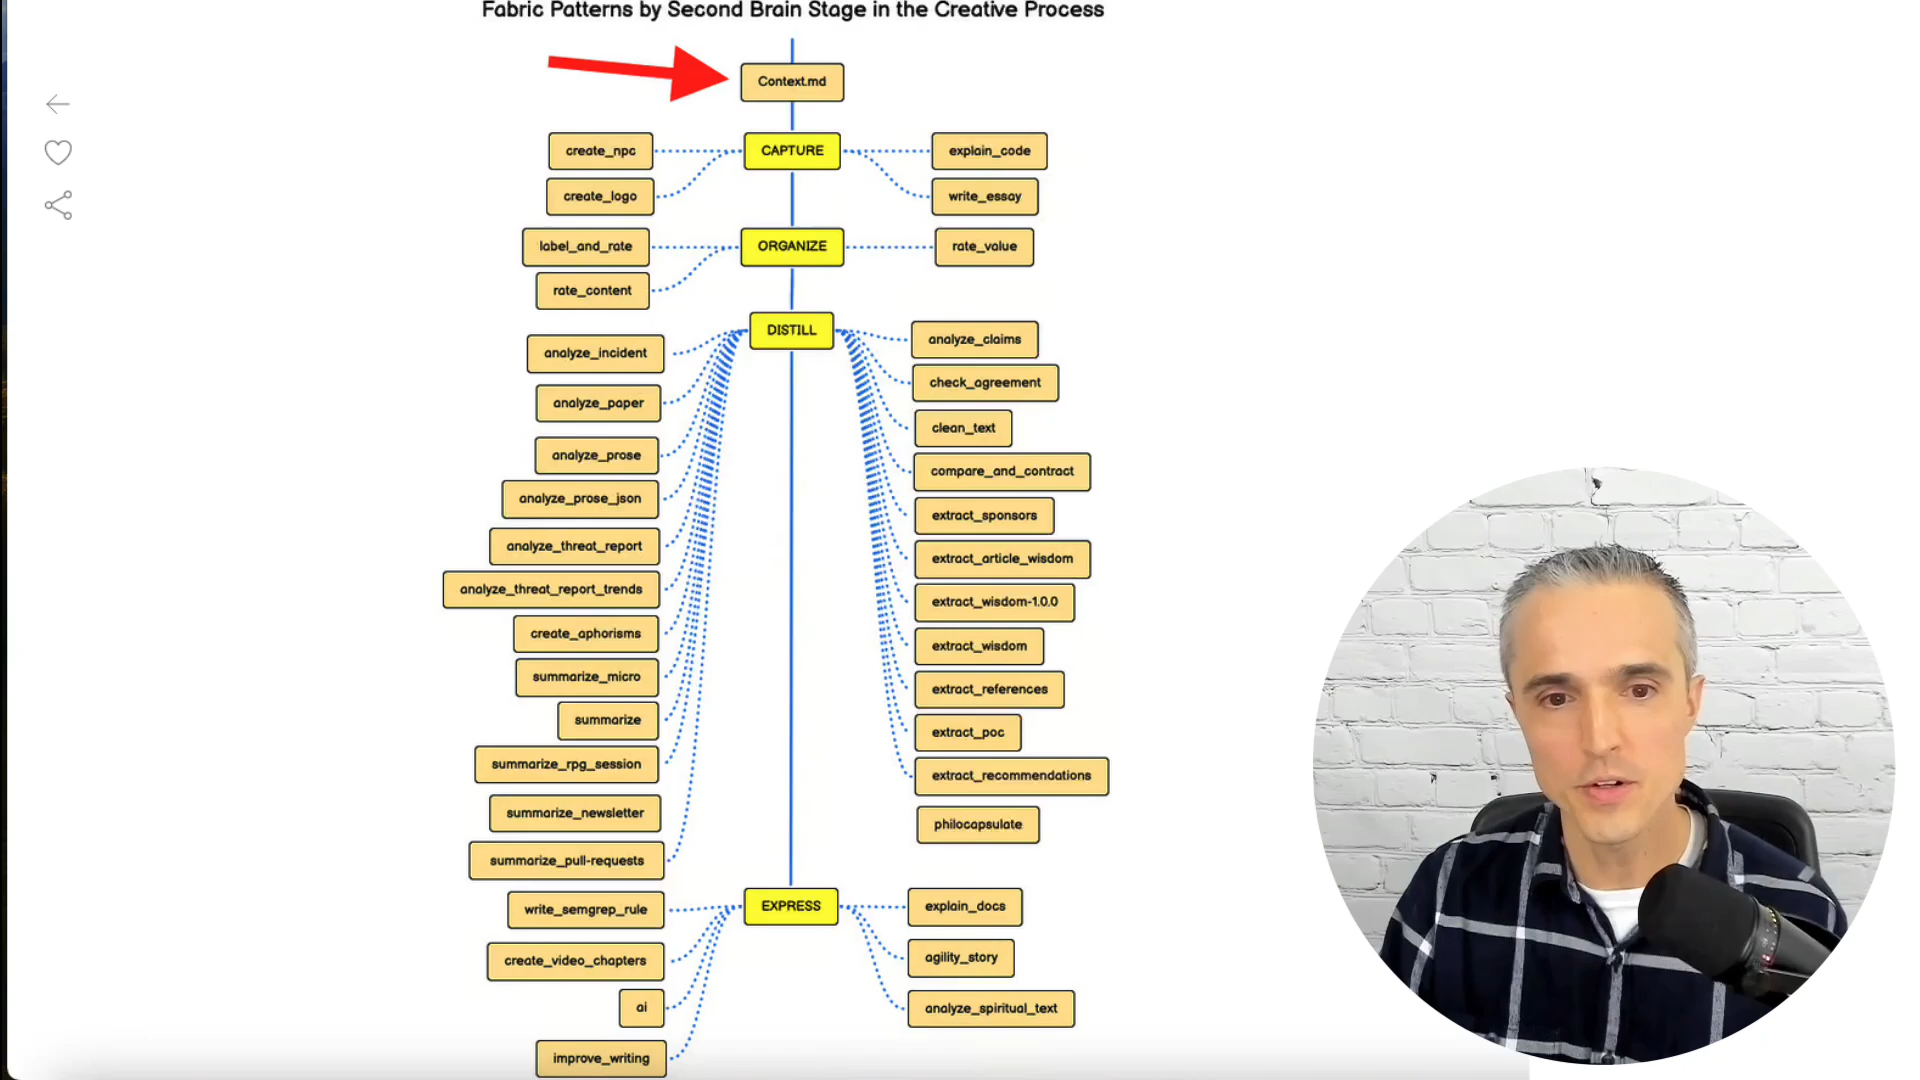 Fabric Patterns by Second Brain Stage in the Creative Process
Context.md
create_npc
CAPTURE
explain_code
create_logo
write_essay
label_and_rate
ORGANIZE
rate_value
rate_content
DISTILL
analyze_incident
analyze_paper
analyze_prose
analyze_prose_json
analyze_threat_report
analyze_threat_report_trends
create_aphorisms
summarize_micro
summarize
summarize_rpg_session
summarize_newsletter
summarize_pull-requests
analyze_claims
check_agreement
clean_text
compare_and_contract
extract_sponsors
extract_article_wisdom
extract_wisdom-1.0.0
extract_wisdom
extract_references
extract_poc
extract_recommendations
philocapsulate
write_semgrep_rule
EXPRESS
explain_docs
create_video_chapters
agility_story
ai
analyze_spiritual_text
improve_writing